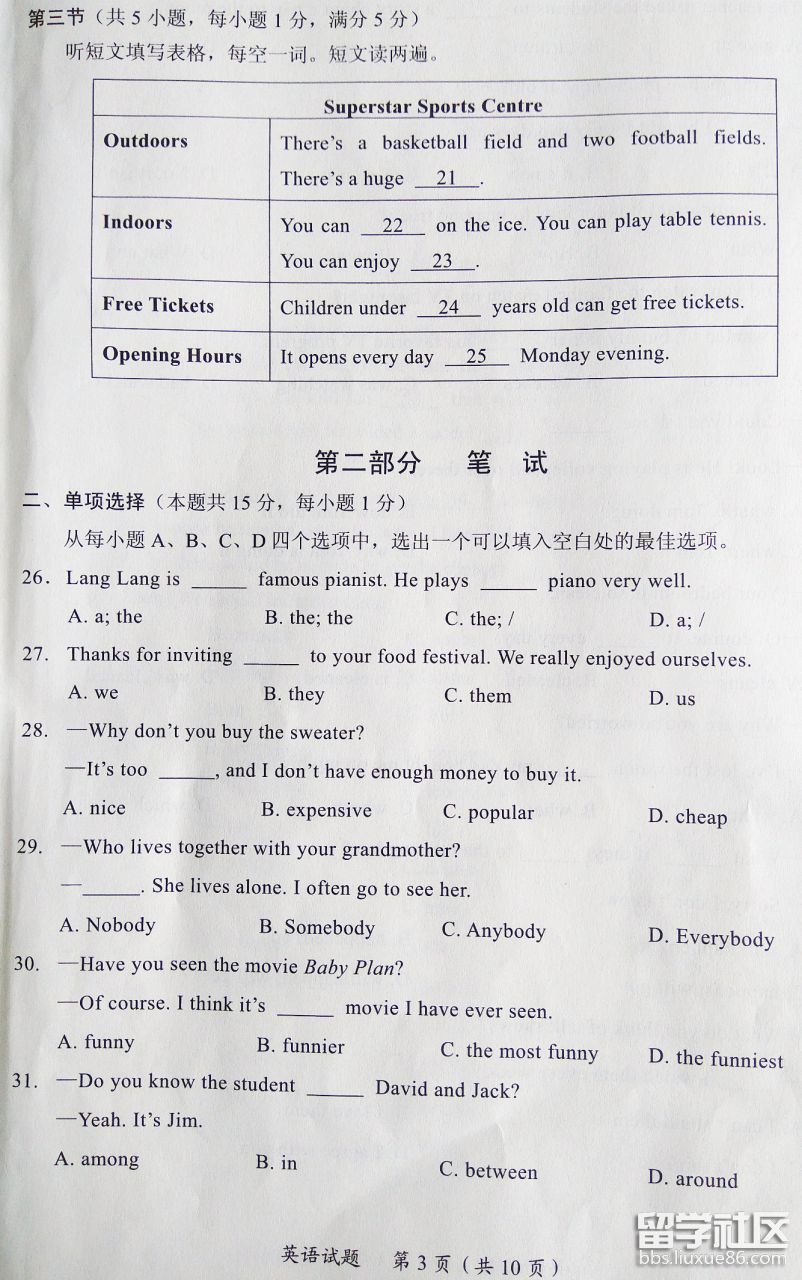 第三节（共 5 小题，每小题 1 分，满分 5 分）
听短文填写表格，每空一词。短文读两遍。
Superstar Sports Centre
Outdoors
There's a basketball field and two football fields.
There's a huge 21 .
Indoors
You can 22 on the ice. You can play table tennis.
You can enjoy 23 .
Free Tickets
Children under 24 years old can get free tickets.
Opening Hours
It opens every day 25 Monday evening.
第二部分 笔 试
二、单项选择（本题共 15 分，每小题 1 分）
从每小题 A、B、C、D 四个选项中，选出一个可以填入空白处的最佳选项。
26. Lang Lang is ______ famous pianist. He plays ______ piano very well.
A. a; the B. the; the C. the; / D. a; /
27. Thanks for inviting ______ to your food festival. We really enjoyed ourselves.
A. we B. they C. them D. us
28. —Why don't you buy the sweater?
—It's too ______, and I don't have enough money to buy it.
A. nice B. expensive C. popular D. cheap
29. —Who lives together with your grandmother?
—______. She lives alone. I often go to see her.
A. Nobody B. Somebody C. Anybody D. Everybody
30. —Have you seen the movie Baby Plan?
—Of course. I think it's ______ movie I have ever seen.
A. funny B. funnier C. the most funny D. the funniest
31. —Do you know the student ______ David and Jack?
—Yeah. It's Jim.
A. among B. in C. between D. around
英语试题 第 3 页（共 10 页）
留学社区
bbs.liuxue86.com